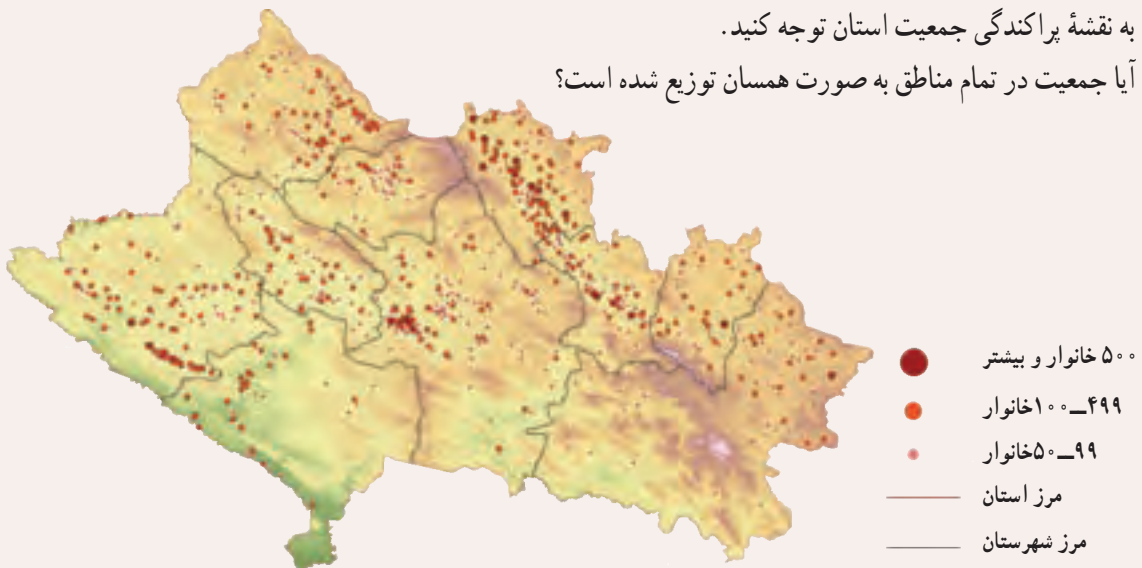 به نقشهٔ پراکندگی جمعیت استان توجه کنید.
آیا جمعیت در تمام مناطق به صورت همسان توزیع شده است؟
۵۰۰ خانوار و بیشتر
۴۹۹ــ۱۰۰خانوار
۹۹ــ۵۰خانوار
مرز استان
مرز شهرستان